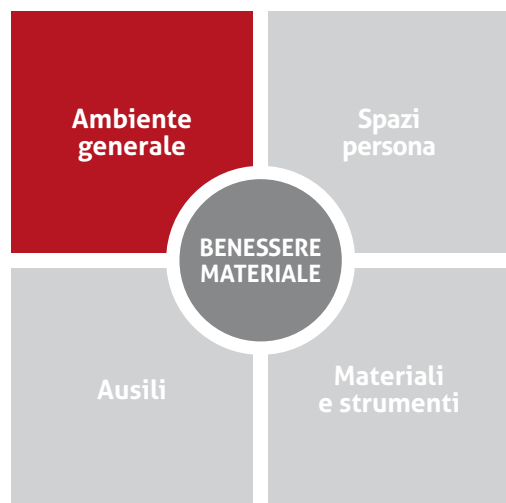 Ambiente
generale
Spazi
persona
BENESSERE
MATERIALE
Ausili
Materiali
e strumenti